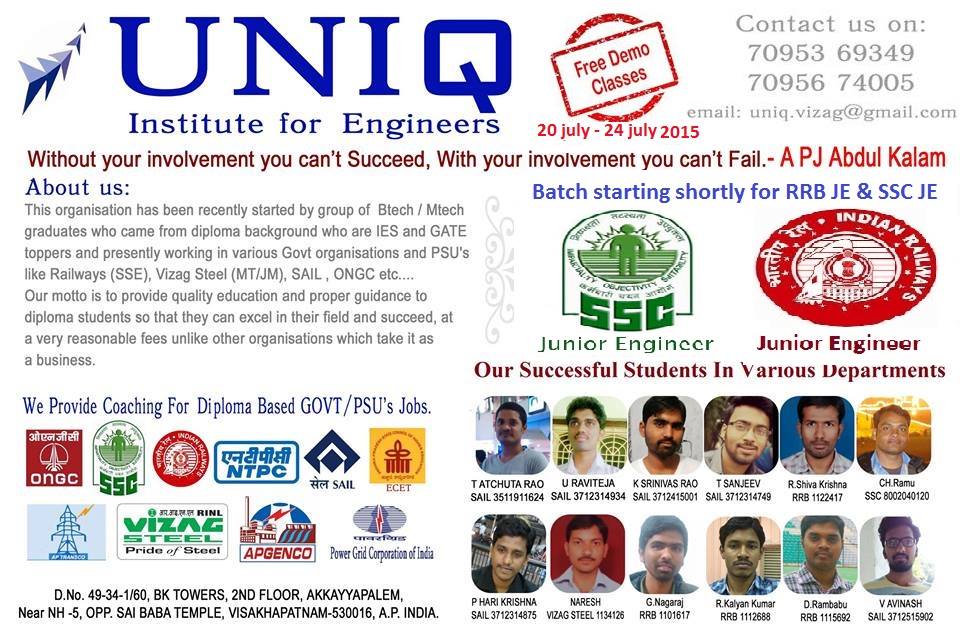 UNIQ
Institute for Engineers
Free Demo
Classes
20 july - 24 july 2015
Contact us on:
70953 69349
70956 74005
email: uniq.vizag@gmail.com
Without your involvement you can't Succeed, With your involvement you can't Fail.- A PJ Abdul Kalam
About us:
This organisation has been recently started by group of Btech / Mtech
graduates who came from diploma background who are IES and GATE
toppers and presently working in various Govt organisations and PSU's
like Railways (SSE), Vizag Steel (MT/JM), SAIL , ONGC etc....
Our motto is to provide quality education and proper guidance to
diploma students so that they can excel in their field and succeed, at
a very reasonable fees unlike other organisations which take it as
a business.
Batch starting shortly for RRB JE & SSC JE
SSC
Junior Engineer
भारतीय रेल
INDIAN RAILWAYS
Junior Engineer
Our Successful Students In Various Departments
T ATCHUTA RAO
SAIL 3511911624
U RAVITEJA
SAIL 3712314934
K SRINIVAS RAO
SAIL 3712415001
T SANJEEV
SAIL 3712314749
R.Shiva Krishna
RRB 1122417
CH.Ramu
SSC 8002040120
P HARI KRISHNA
SAIL 3712314875
NARESH
VIZAG STEEL 1134126
G.Nagaraj
RRB 1101617
R.Kalyan Kumar
RRB 1112688
D.Rambabu
RRB 1115692
V AVINASH
SAIL 3712515902
We Provide Coaching For Diploma Based GOVT/PSU's Jobs.
ओएनजीसी
ONGC
SSC
एनटीपीसी
NTPC
सेल SAIL
ECET
AP TRANSCO
आर.आइ.एन.एल RINL
VIZAG
STEEL
Pride of Steel
APGENCO
पावरग्रिड
Power Grid Corporation of India
D.No. 49-34-1/60, BK TOWERS, 2ND FLOOR, AKKAYYAPALEM,
Near NH -5, OPP. SAI BABA TEMPLE, VISAKHAPATNAM-530016, A.P. INDIA.